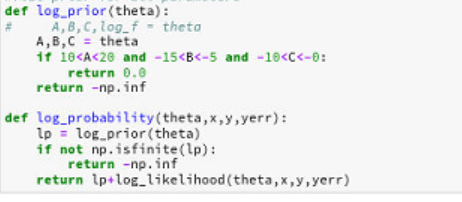 def log_prior(theta):
#     A,B,C,log_f = theta
    A,B,C = theta
    if 10<A<20 and -15<B<-5 and -10<C<-0:
        return 0.0
    return -np.inf

def log_probability(theta,x,y,yerr):
    lp = log_prior(theta)
    if not np.isfinite(lp):
        return -np.inf
    return lp+log_likelihood(theta,x,y,yerr)